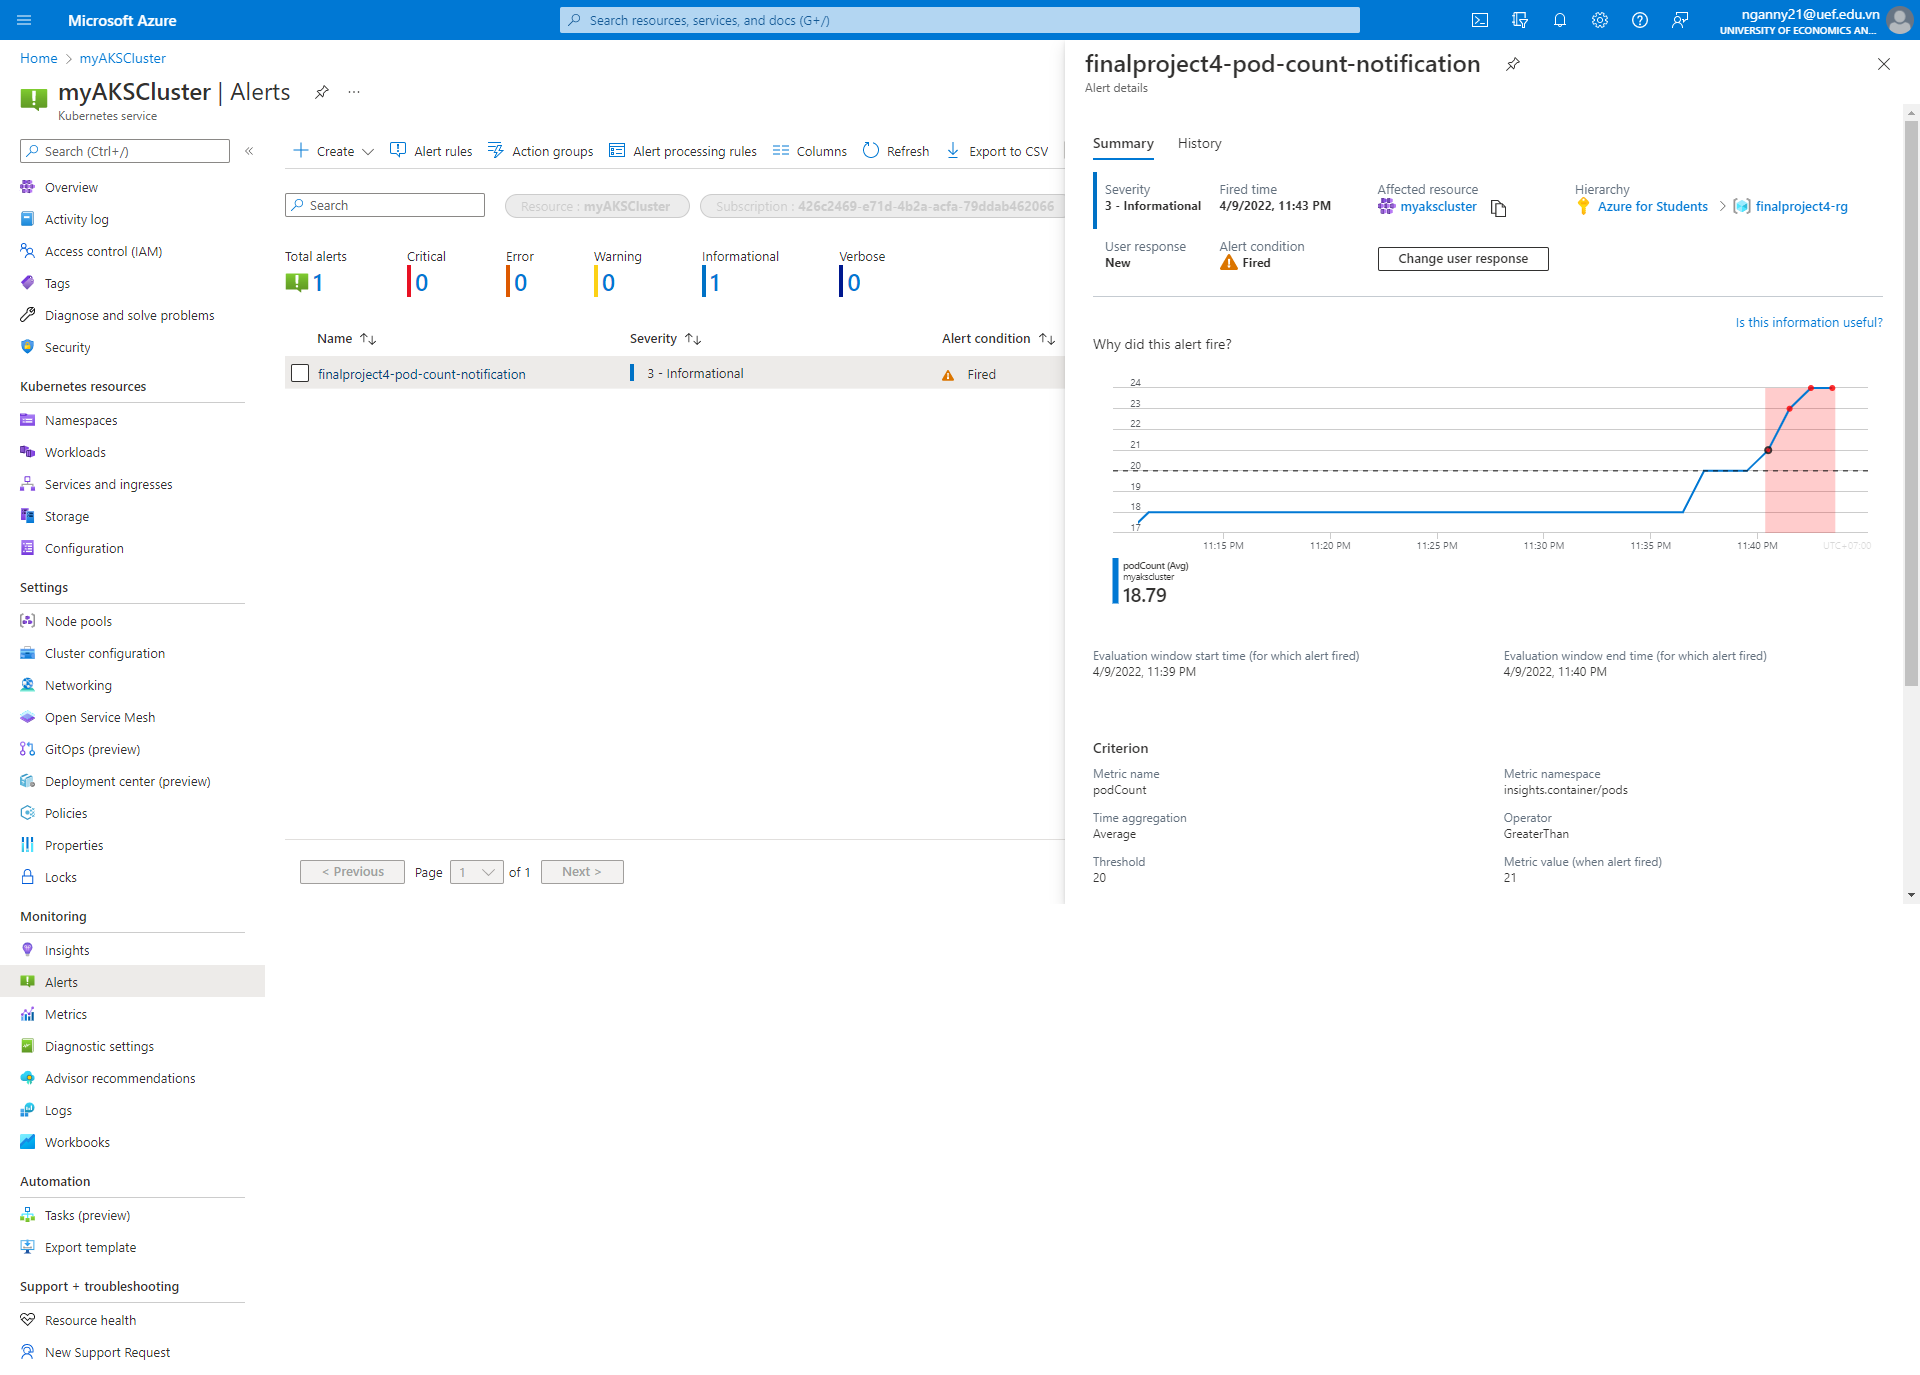 Microsoft Azure
Search resources, services, and docs (G+/)
nganny21@uef.edu.vn
UNIVERSITY OF ECONOMICS AN...
Home > myAKSCluster
myAKSCluster | Alerts
...
Kubernetes service
Search (Ctrl+/)
«
Overview
Activity log
Access control (IAM)
Tags
Diagnose and solve problems
Security
Kubernetes resources
Namespaces
Workloads
Services and ingresses
Storage
Configuration
Settings
Node pools
Cluster configuration
Networking
Open Service Mesh
GitOps (preview)
Deployment center (preview)
Policies
Properties
Locks
Monitoring
Insights
Alerts
Metrics
Diagnostic settings
Advisor recommendations
Logs
Workbooks
Automation
Tasks (preview)
Export template
Support + troubleshooting
Resource health
New Support Request
Create Alert rules Action groups Alert processing rules Columns Refresh Export to CSV
Search
Resource : myAKSCluster
Subscription : 426c2469-e71d-4b2a-acfa-79ddab462066
Total alerts Critical Error Warning Informational Verbose
1 0 0 0 1 0
Name Severity Alert condition
finalproject4-pod-count-notification 3 - Informational Fired
< Previous Page 1 of 1 Next >
finalproject4-pod-count-notification
Alert details
Summary History
Severity Fired time Affected resource Hierarchy
3 - Informational 4/9/2022, 11:43 PM myakscluster Azure for Students > finalproject4-rg
User response Alert condition
New Fired
Change user response
Is this information useful?
Why did this alert fire?
24
23
22
21
20
19
18
17
11:15 PM 11:20 PM 11:25 PM 11:30 PM 11:35 PM 11:40 PM UTC+07:00
podCount (Avg)
myakscluster
18.79
Evaluation window start time (for which alert fired)
4/9/2022, 11:39 PM
Evaluation window end time (for which alert fired)
4/9/2022, 11:40 PM
Criterion
Metric name
podCount
Metric namespace
insights.container/pods
Time aggregation
Average
Operator
GreaterThan
Threshold
20
Metric value (when alert fired)
21